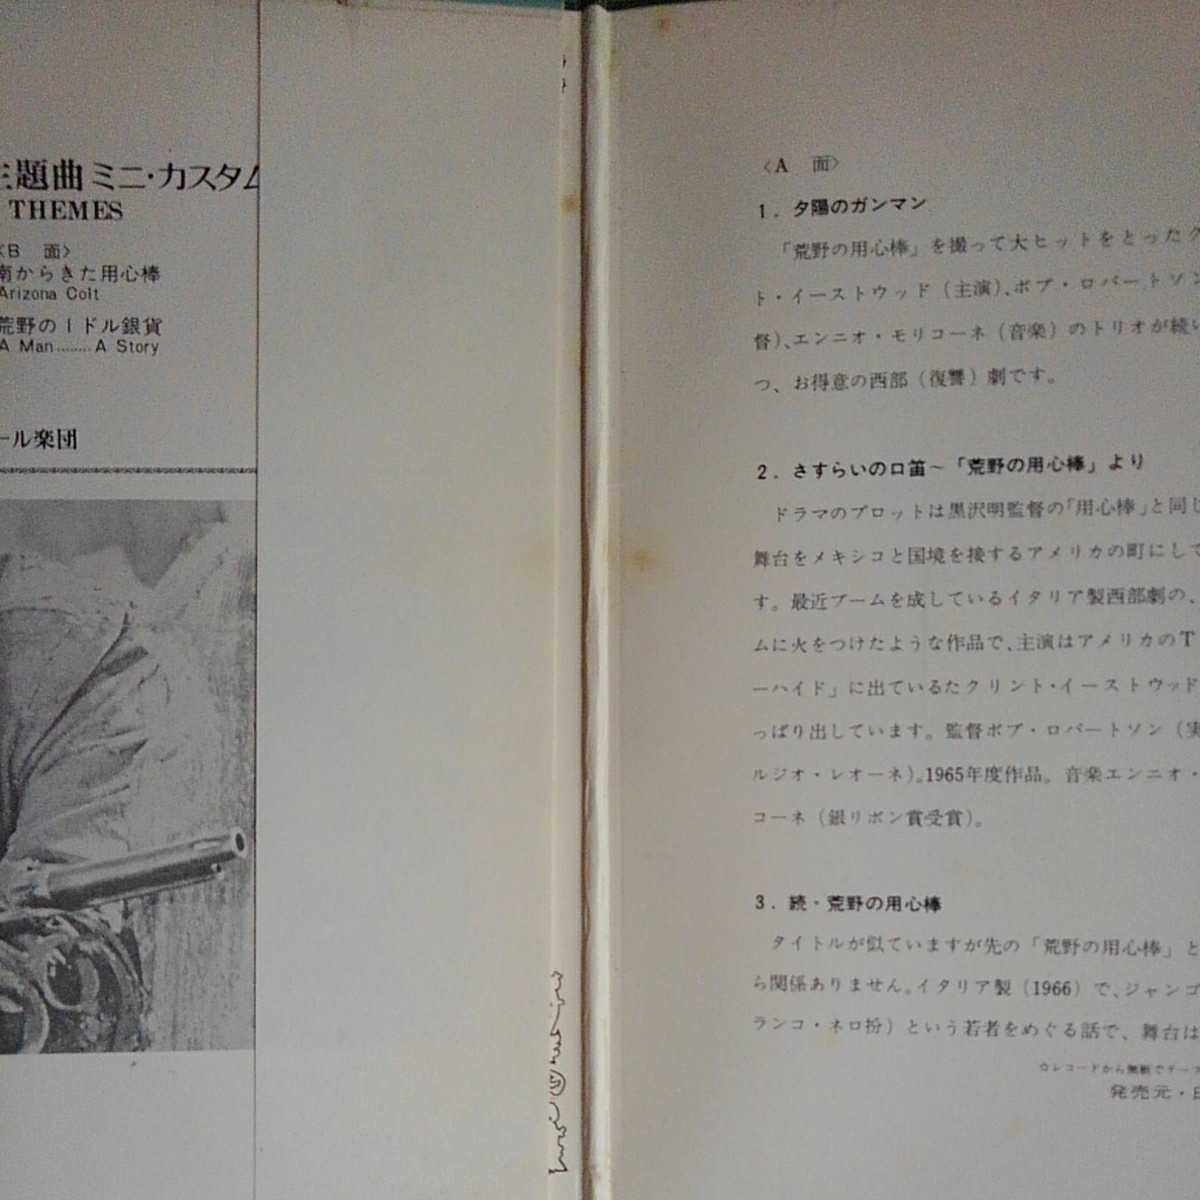 主題曲 ミニ・カスタム
THEMES
〈B 面〉
南からきた用心棒
Arizona Colt
荒野の1ドル銀貨
A Man........A Story
ール楽団
〈A 面〉
1. 夕陽のガンマン
「荒野の用心棒」を撮って大ヒットをとったク
ト・イーストウッド(主演)、ボブ・ロバートソン
督)、エンニオ・モリコーネ(音楽)のトリオが続い
つ、お得意の西部(復讐)劇です。
2. さすらいの口笛~「荒野の用心棒」より
ドラマのプロットは黒沢明監督の「用心棒」と同じ
舞台をメキシコと国境を接するアメリカの町にして
す。最近ブームを成しているイタリア製西部劇の、
ムに火をつけたような作品で、主演はアメリカのT
ーハイド」に出ているたクリント・イーストウッド
っぱり出しています。監督ボブ・ロバートソン(実
ルジオ・レオーネ)。1965年度作品。音楽エンニオ・
コーネ(銀リボン賞受賞)。
3. 続・荒野の用心棒
タイトルが似ていますが先の「荒野の用心棒」と
ら関係ありません。イタリア製(1966)で、ジャンゴ
ランコ・ネロ扮)という若者をめぐる話で、舞台は
レコードから無断でテープ
発売元・